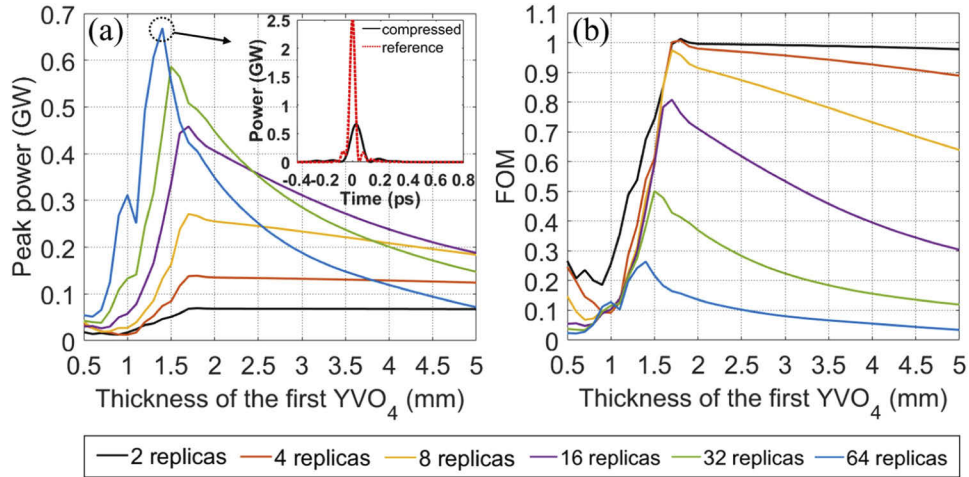 (a)
Peak power (GW)
0.7
0.6
0.5
0.4
0.3
0.2
0.1
0
0.5 1 1.5 2 2.5 3 3.5 4 4.5 5
Thickness of the first YVO4 (mm)
Power (GW)
2.5
2
1.5
1
0.5
0
compressed
reference
-0.4-0.2 0 0.2 0.4 0.6 0.8
Time (ps)
(b)
FOM
1.1
1
0.9
0.8
0.7
0.6
0.5
0.4
0.3
0.2
0.1
0
0.5 1 1.5 2 2.5 3 3.5 4 4.5 5
Thickness of the first YVO4 (mm)
2 replicas 4 replicas 8 replicas 16 replicas 32 replicas 64 replicas